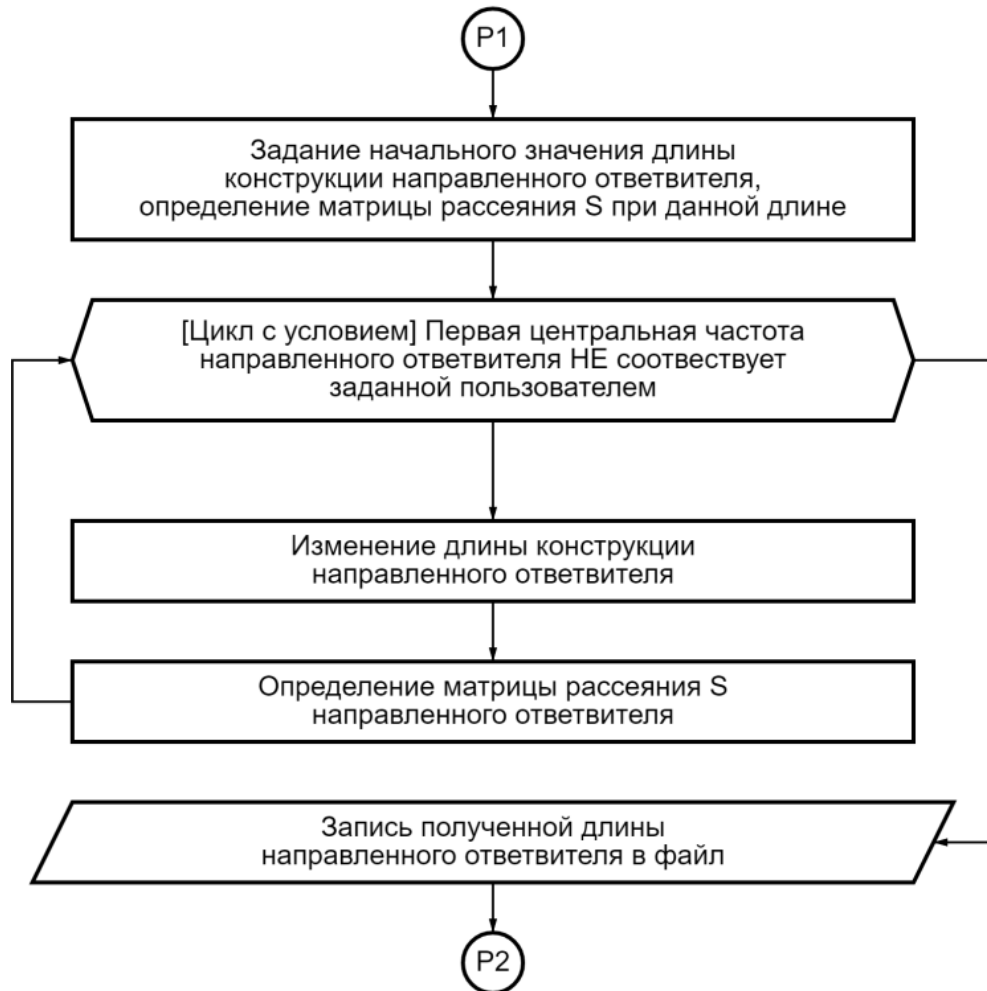 P1
Задание начального значения длины
конструкции направленного ответвителя,
определение матрицы рассеяния S при данной длине
[Цикл с условием] Первая центральная частота
направленного ответвителя НЕ соотвествует
заданной пользователем
Изменение длины конструкции
направленного ответвителя
Определение матрицы рассеяния S
направленного ответвителя
Запись полученной длины
направленного ответвителя в файл
P2